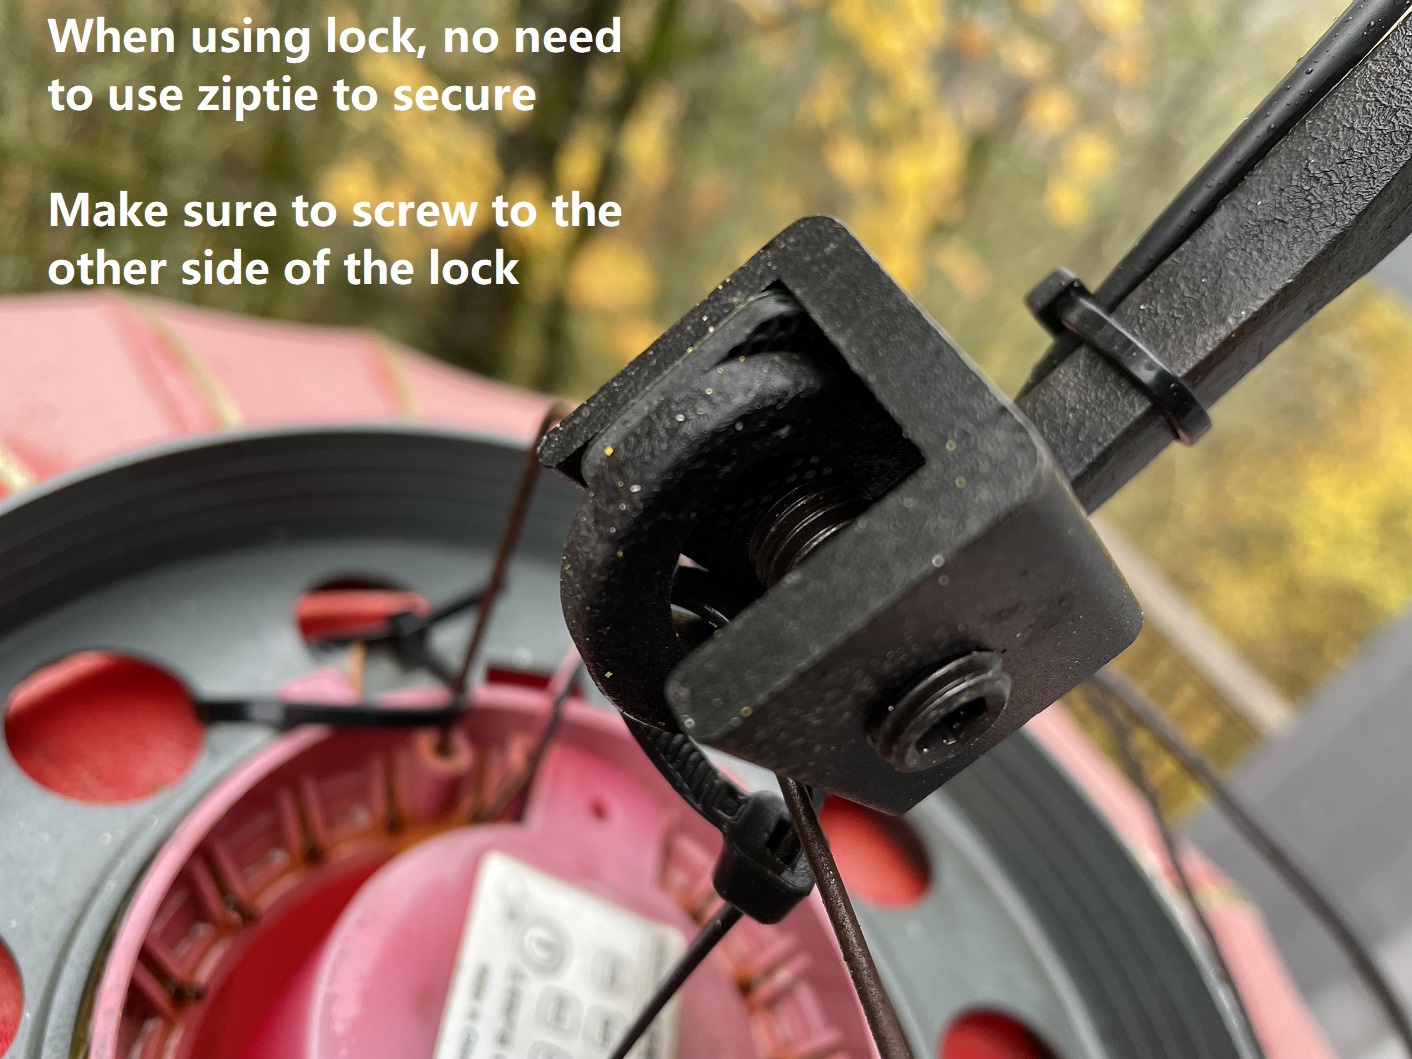 When using lock, no need
to use ziptie to secure
Make sure to screw to the
other side of the lock